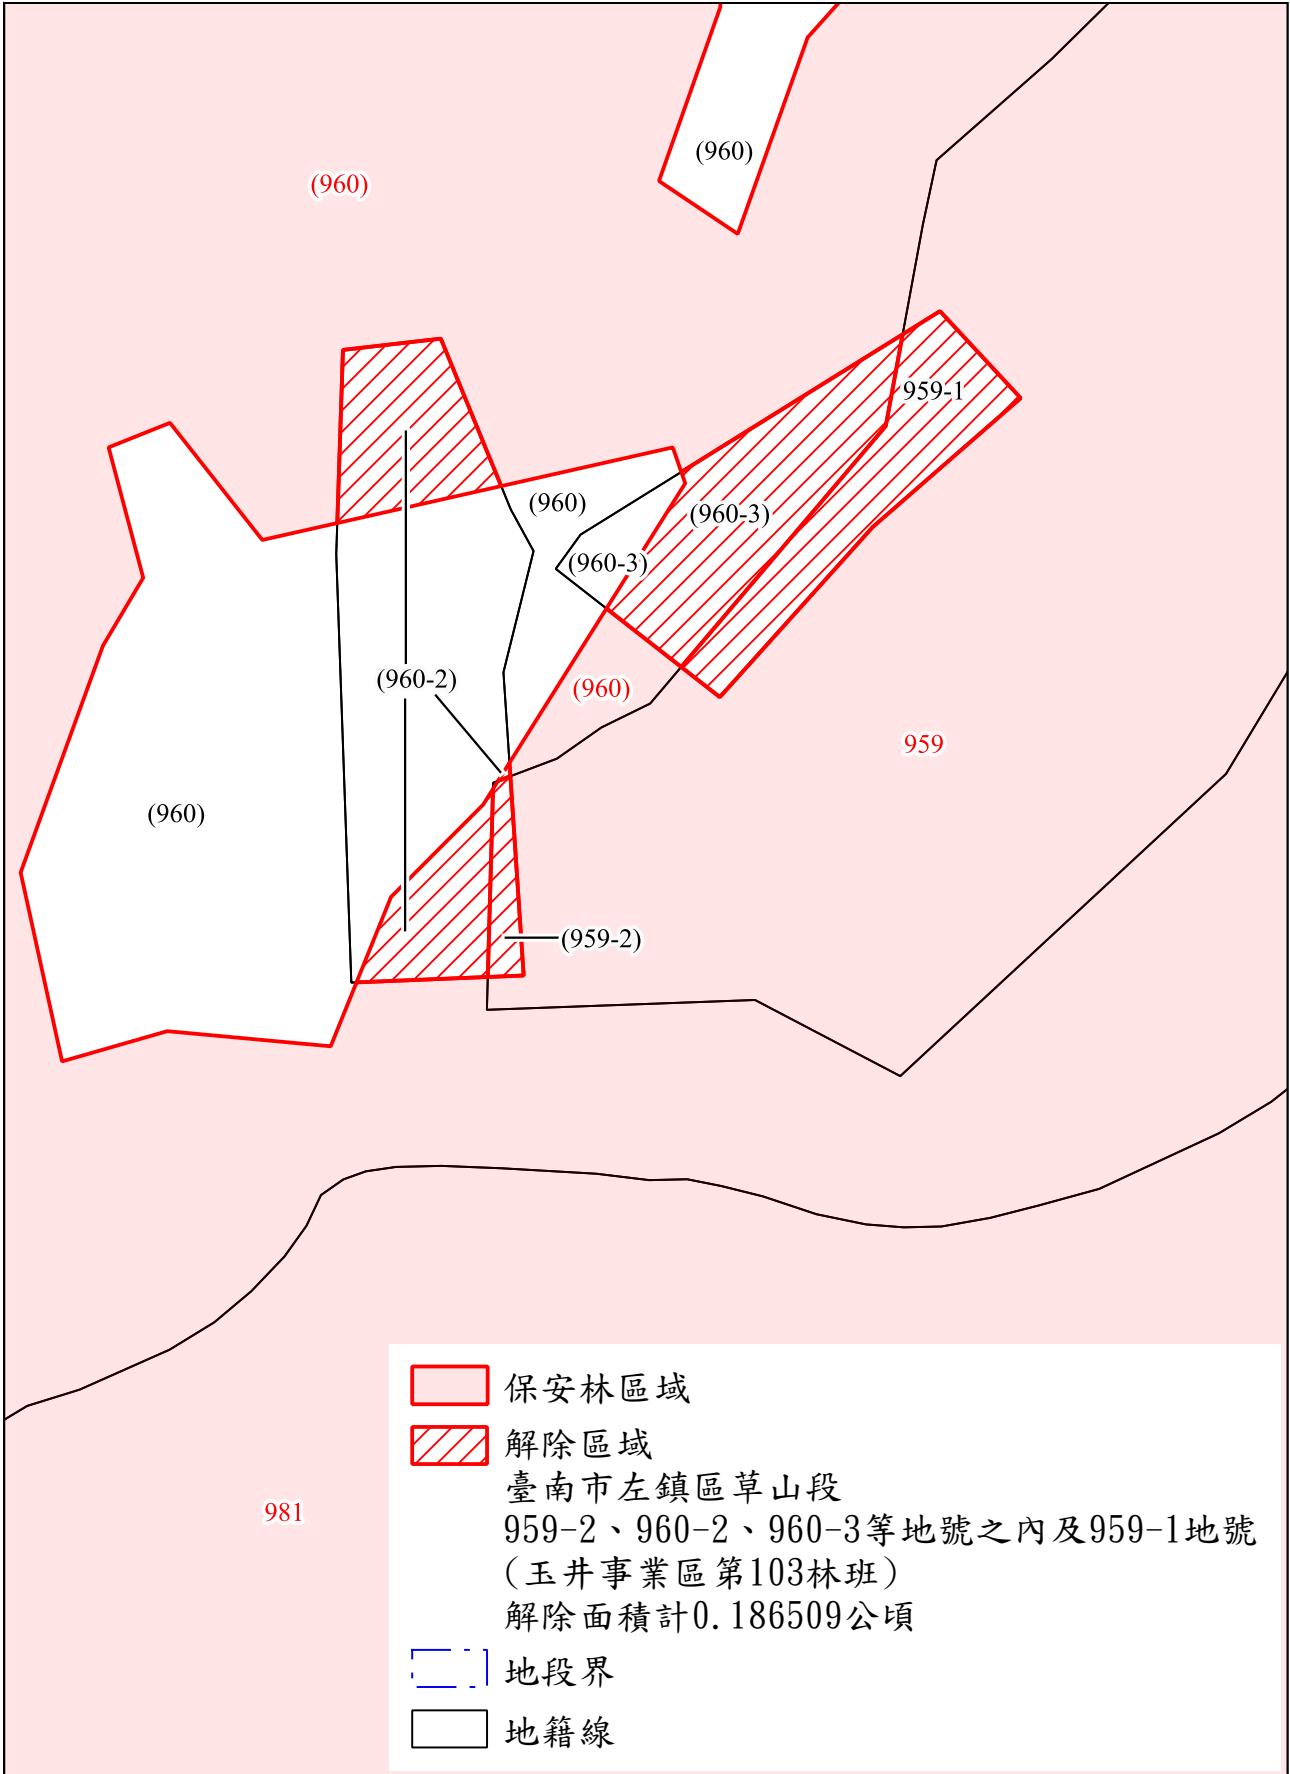 (960)
(960)
959-1
(960)
(960-3)
(960-3)
(960-2)
(960)
959
(960)
(959-2)
981
保安林區域
解除區域
臺南市左鎮區草山段
959-2、960-2、960-3等地號之內及959-1地號
(玉井事業區第103林班)
解除面積計0.186509公頃
地段界
地籍線